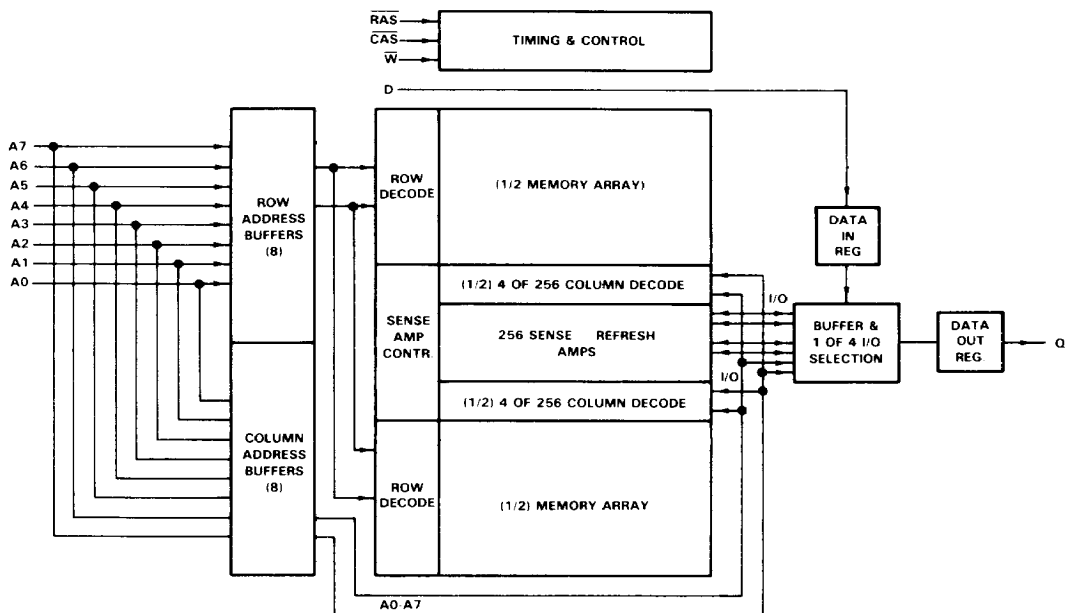 RAS
CAS
W
TIMING & CONTROL
D
A7
A6
A5
A4
A3
A2
A1
A0
ROW
ADDRESS
BUFFERS
(8)
ROW
DECODE
(1/2 MEMORY ARRAY)
DATA
IN
REG
(1/2) 4 OF 256 COLUMN DECODE
SENSE
AMP
CONTR.
256 SENSE REFRESH
AMPS
I/O
I/O
BUFFER &
1 OF 4 I/O
SELECTION
DATA
OUT
REG.
Q
(1/2) 4 OF 256 COLUMN DECODE
COLUMN
ADDRESS
BUFFERS
(8)
ROW
DECODE
(1/2) MEMORY ARRAY
A0-A7